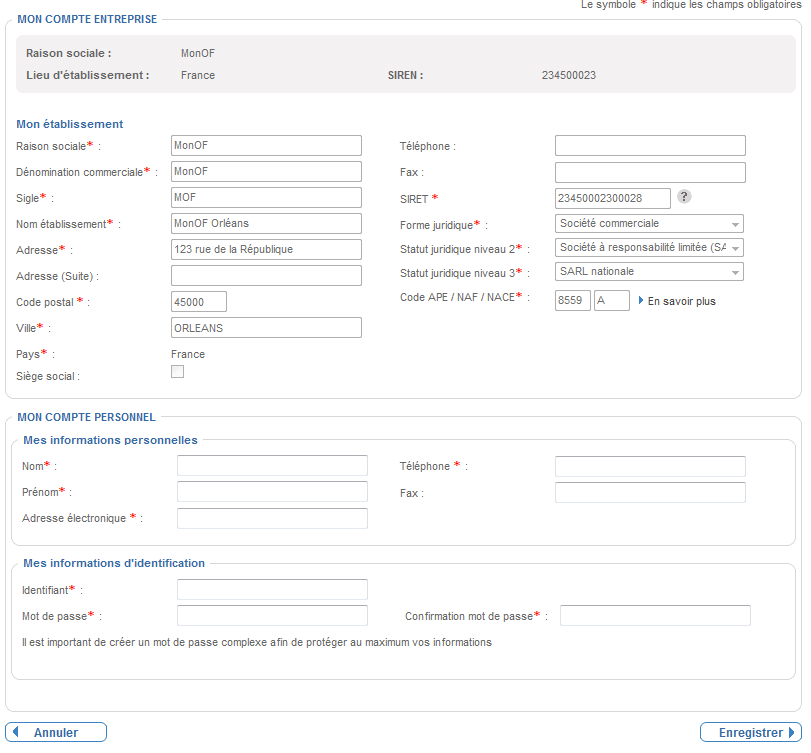 Le symbole * indique les champs obligatoires
MON COMPTE ENTREPRISE
Raison sociale : MonOF
Lieu d'établissement : France SIREN : 234500023
Mon établissement
Raison sociale* : MonOF Téléphone :
Dénomination commerciale* : MonOF Fax :
Sigle* : MOF SIRET * 23450002300028 ?
Nom établissement* : MonOF Orléans Forme juridique* : Société commerciale
Adresse* : 123 rue de la République Statut juridique niveau 2* : Société à responsabilité limitée (SA
Adresse (Suite) : Statut juridique niveau 3* : SARL nationale
Code postal * : 45000 Code APE / NAF / NACE* : 8559 A En savoir plus
Ville* : ORLEANS
Pays* : France
Siège social :
MON COMPTE PERSONNEL
Mes informations personnelles
Nom* : Téléphone * :
Prénom* : Fax :
Adresse électronique * :
Mes informations d'identification
Identifiant* :
Mot de passe* : Confirmation mot de passe* :
Il est important de créer un mot de passe complexe afin de protéger au maximum vos informations
Annuler Enregistrer